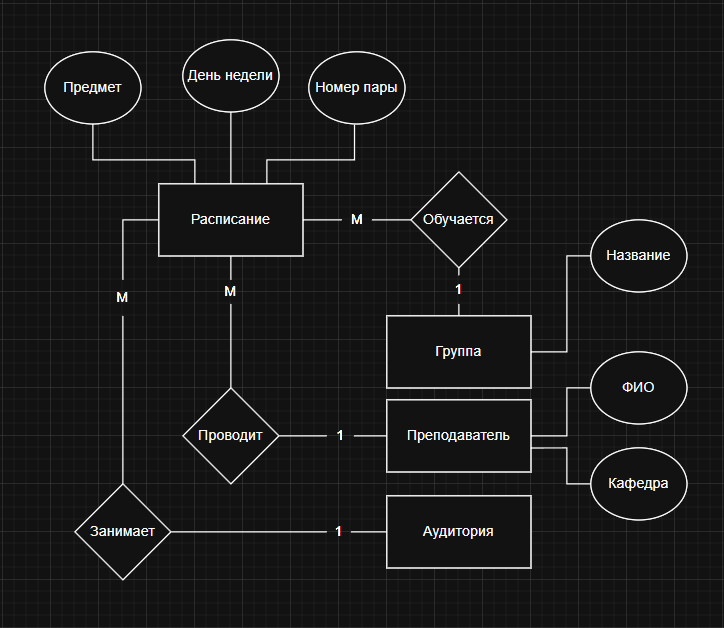 Предмет
День недели
Номер пары
Расписание
М
Обучается
Название
М
М
1
Группа
ФИО
Проводит
1
Преподаватель
Кафедра
Занимает
1
Аудитория